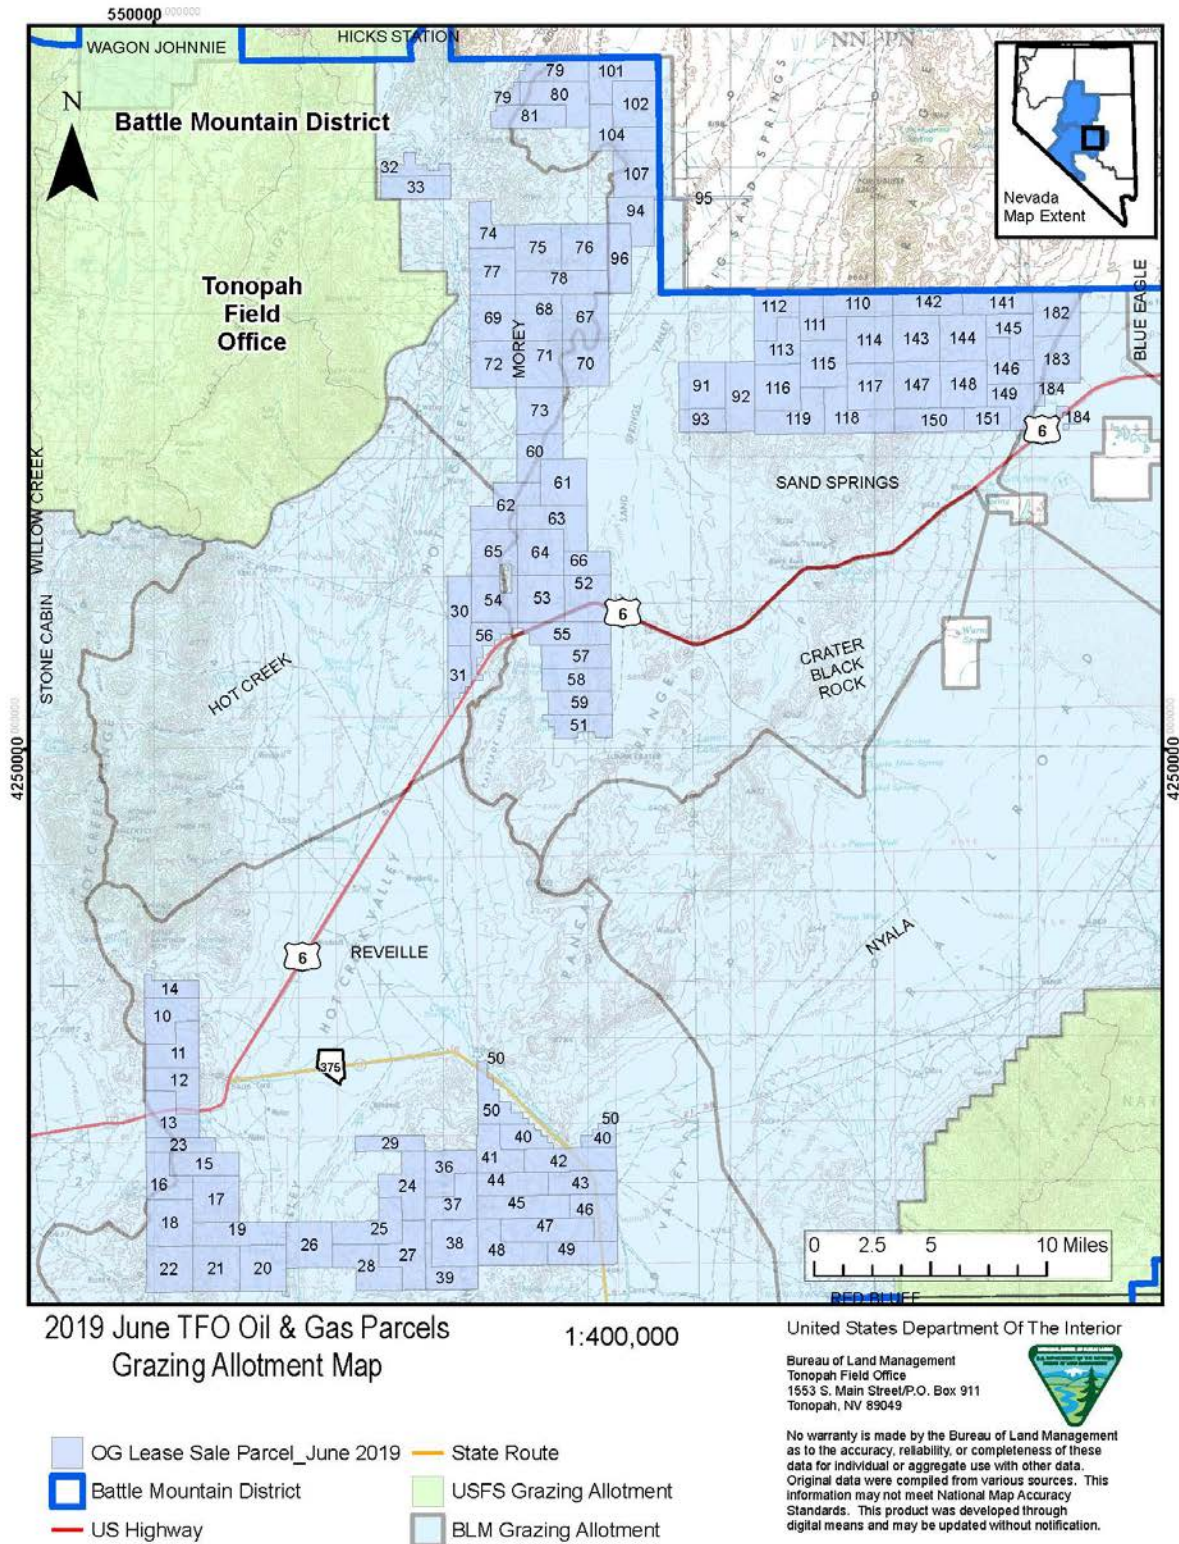 550000
WAGON JOHNNIE
HICKS STATION
NN PN
N
Battle Mountain District
Nevada
Map Extent
79
101
79
80
102
81
104
32
33
107
94
95
BIG SAND SPRINGS
74
75
76
96
77
78
Tonopah
Field
Office
69
68
67
72
71
70
MOREY
73
60
61
62
63
65
64
66
52
30
54
53
56
55
31
57
58
59
51
112
110
142
141
182
111
145
114
143
144
113
115
146
183
91
92
116
117
147
148
149
184
93
119
118
150
151
184
BLUE EAGLE
6
SAND SPRINGS
WILLOW CREEK
STONE CABIN
HOT CREEK
6
CRATER
BLACK
ROCK
4250000
4250000
6
REVEILLE
HOT CREEK VALLEY
NYALA
14
10
11
12
13
375
50
50
50
23
15
16
17
18
19
22
21
20
29
36
24
37
25
26
28
27
38
39
40
40
41
42
44
43
45
46
47
48
49
0 2.5 5 10 Miles
RED BLUFF
2019 June TFO Oil & Gas Parcels
Grazing Allotment Map
1:400,000
United States Department Of The Interior
Bureau of Land Management
Tonopah Field Office
1553 S. Main Street/P.O. Box 911
Tonopah, NV 89049
No warranty is made by the Bureau of Land Management
as to the accuracy, reliability, or completeness of these
data for individual or aggregate use with other data.
Original data were compiled from various sources. This
information may not meet National Map Accuracy
Standards. This product was developed through
digital means and may be updated without notification.
OG Lease Sale Parcel_June 2019
State Route
Battle Mountain District
USFS Grazing Allotment
US Highway
BLM Grazing Allotment